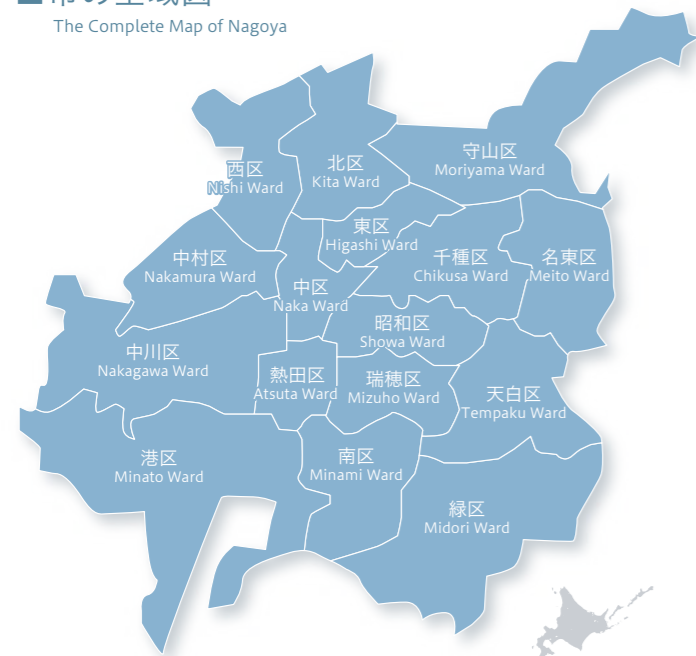 The Complete Map of Nagoya
守山区
Moriyama Ward
北区
Kita Ward
西区
Nishi Ward
東区
Higashi Ward
千種区
Chikusa Ward
名東区
Meito Ward
中村区
Nakamura Ward
中区
Naka Ward
昭和区
Showa Ward
中川区
Nakagawa Ward
熱田区
Atsuta Ward
瑞穂区
Mizuho Ward
天白区
Tempaku Ward
港区
Minato Ward
南区
Minami Ward
緑区
Midori Ward